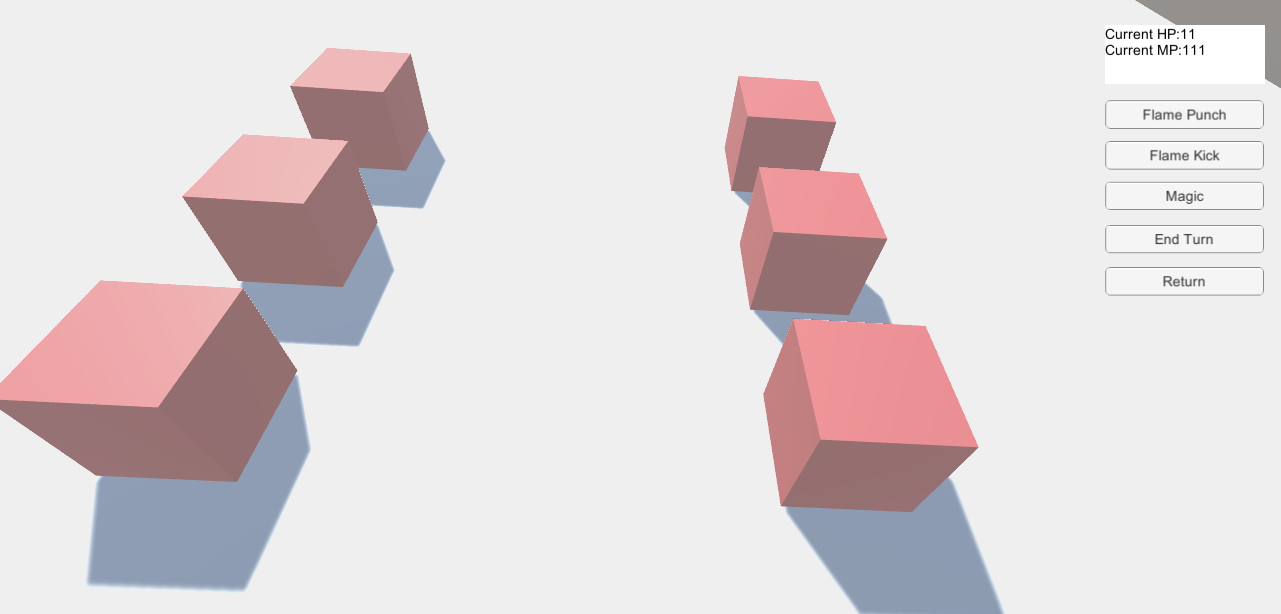 Current HP:11
Current MP:111
Flame Punch
Flame Kick
Magic
End Turn
Return